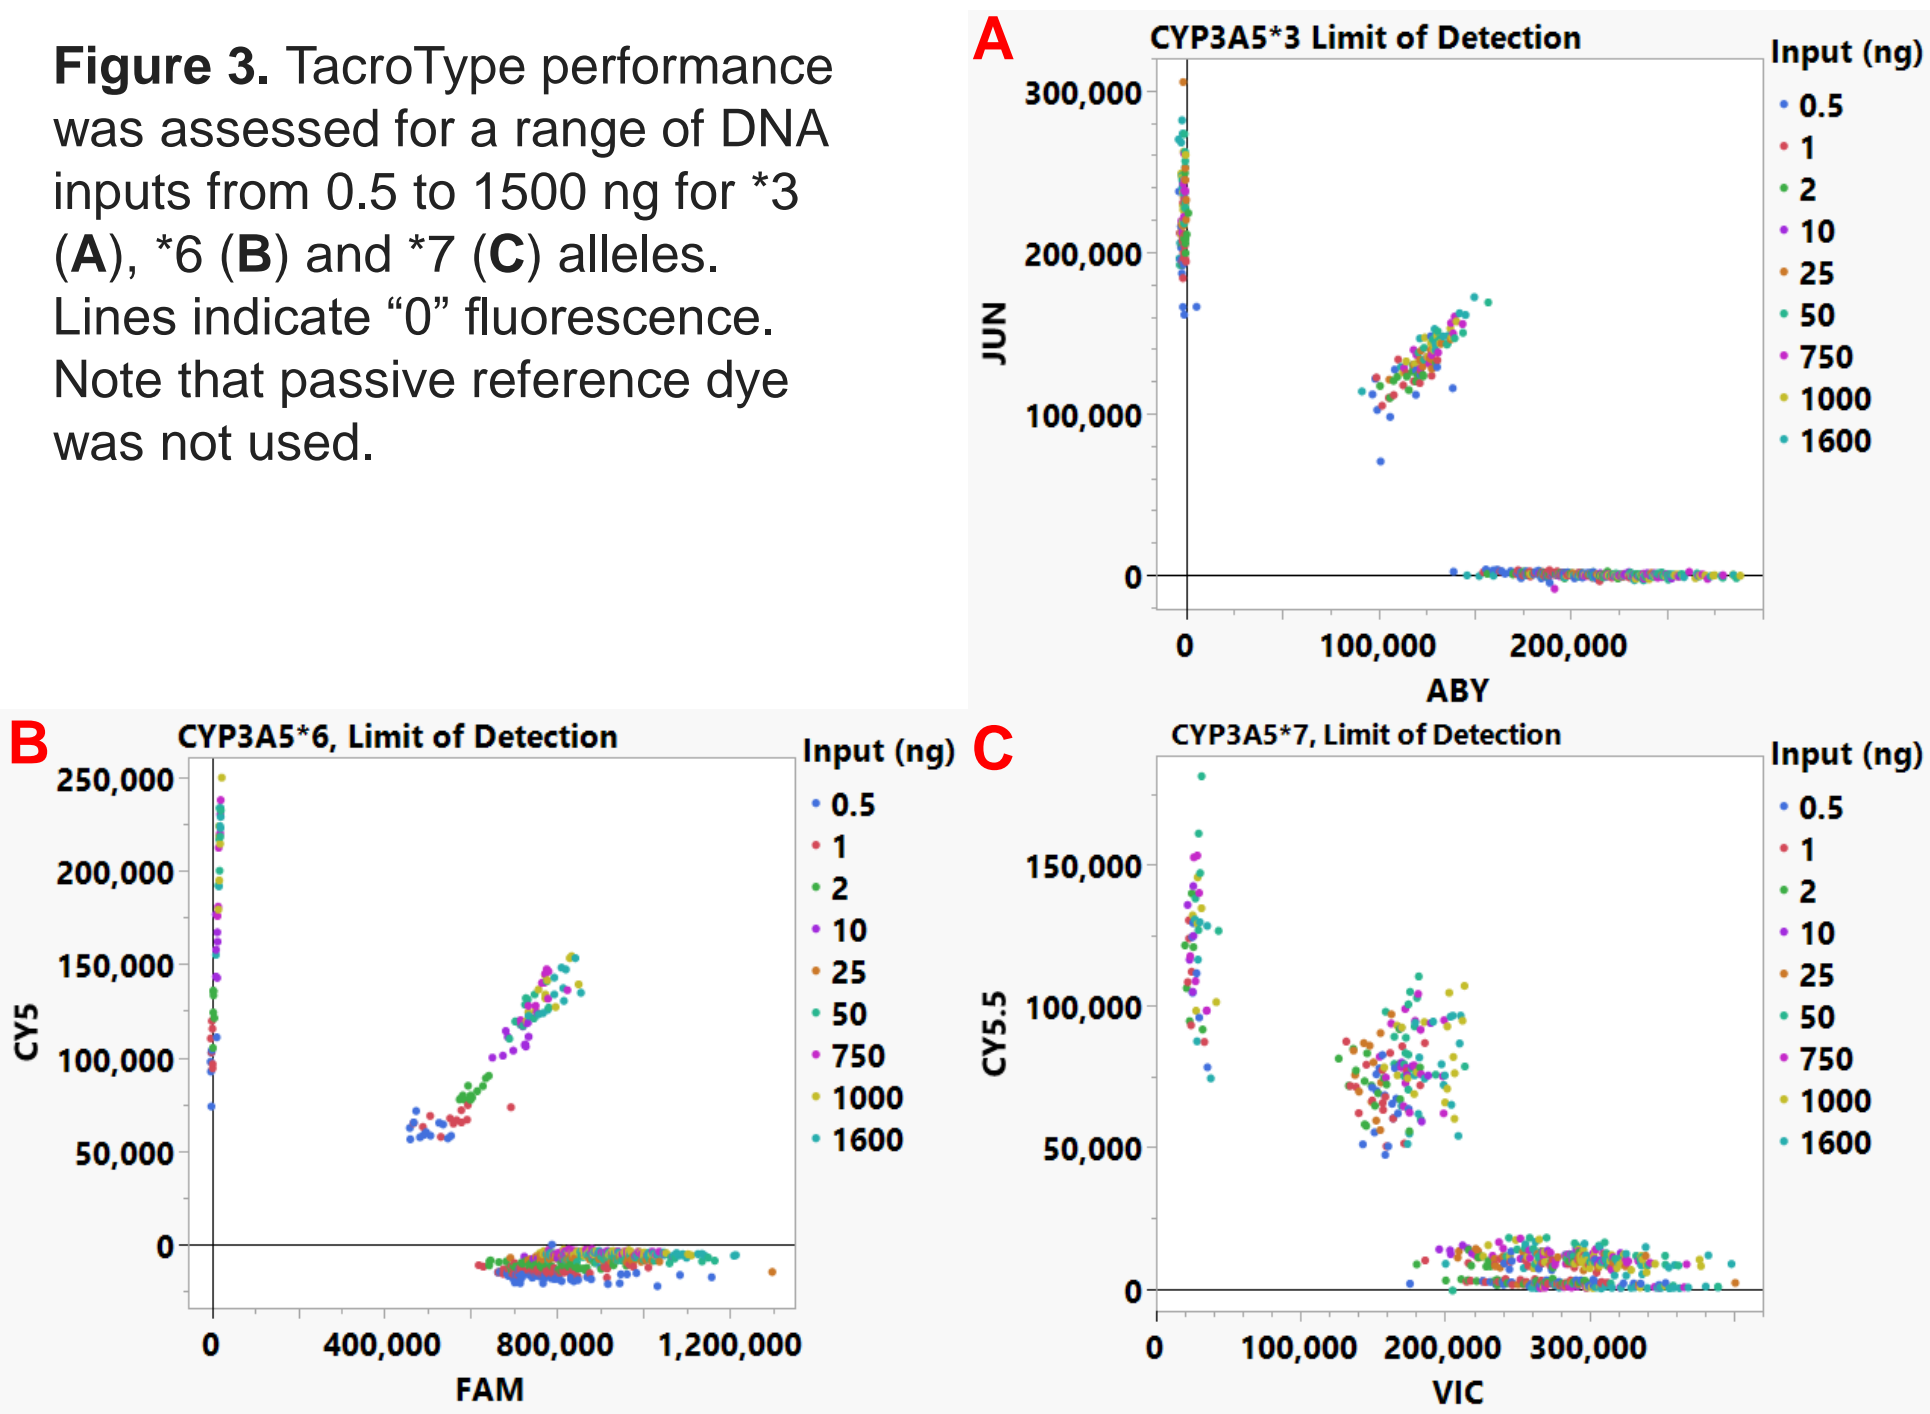 Figure 3. TacroType performance
was assessed for a range of DNA
inputs from 0.5 to 1500 ng for *3
(A), *6 (B) and *7 (C) alleles.
Lines indicate “0” fluorescence.
Note that passive reference dye
was not used.
A
CYP3A5*3 Limit of Detection
Input (ng)
0.5
1
2
10
25
50
750
1000
1600
300,000
200,000
100,000
0
JUN
0
100,000
200,000
ABY
B
CYP3A5*6, Limit of Detection
Input (ng)
0.5
1
2
10
25
50
750
1000
1600
250,000
200,000
150,000
100,000
50,000
0
CY5
0
400,000
800,000
1,200,000
FAM
C
CYP3A5*7, Limit of Detection
Input (ng)
0.5
1
2
10
25
50
750
1000
1600
150,000
100,000
50,000
0
CY5.5
0
100,000
200,000
300,000
VIC